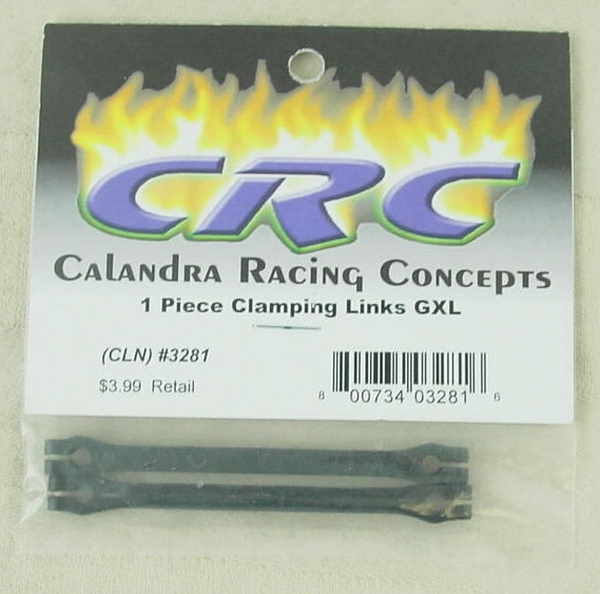 CRC
Calandra Racing Concepts
1 Piece Clamping Links GXL
(CLN) #3281
$3.99 Retail
8 00734 03281 6